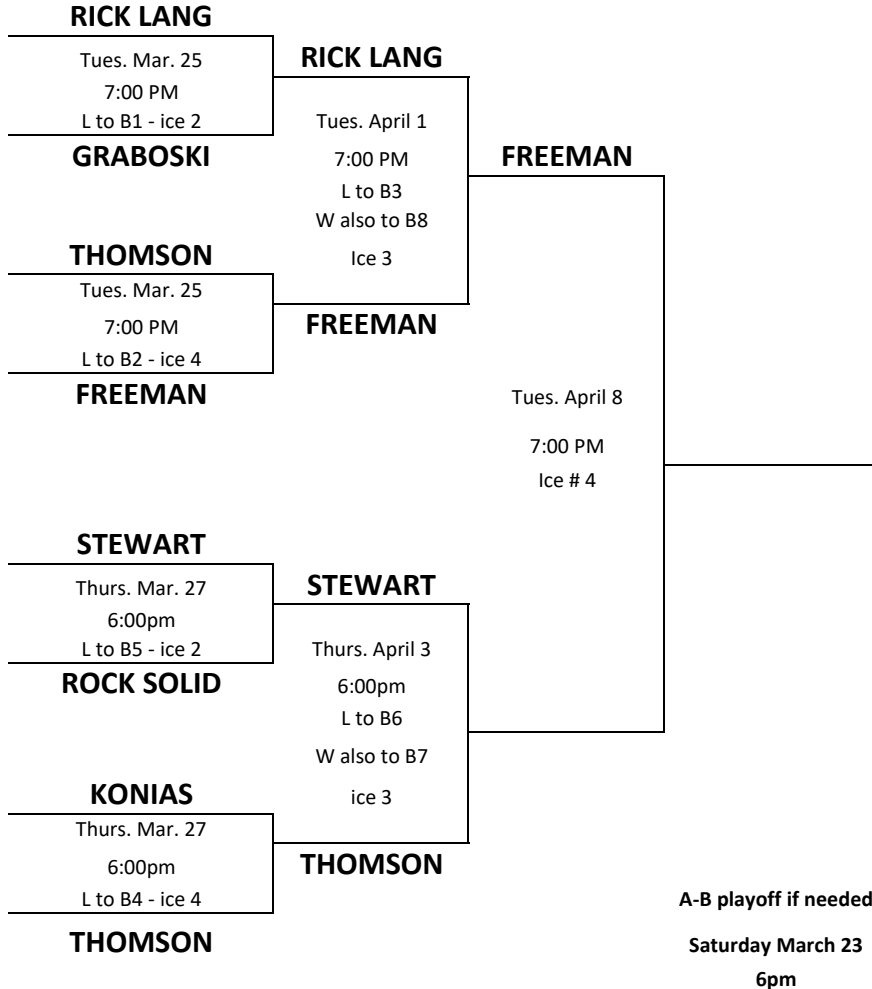 RICK LANG
Tues. Mar. 25
7:00 PM
L to B1 - ice 2
GRABOSKI
THOMSON
Tues. Mar. 25
7:00 PM
L to B2 - ice 4
FREEMAN
STEWART
Thurs. Mar. 27
6:00pm
L to B5 - ice 2
ROCK SOLID
KONIAS
Thurs. Mar. 27
6:00pm
L to B4 - ice 4
THOMSON
RICK LANG
Tues. April 1
7:00 PM
L to B3
W also to B8
Ice 3
FREEMAN
STEWART
Thurs. April 3
6:00pm
L to B6
W also to B7
ice 3
THOMSON
FREEMAN
Tues. April 8
7:00 PM
Ice # 4
A-B playoff if needed
Saturday March 23
6pm